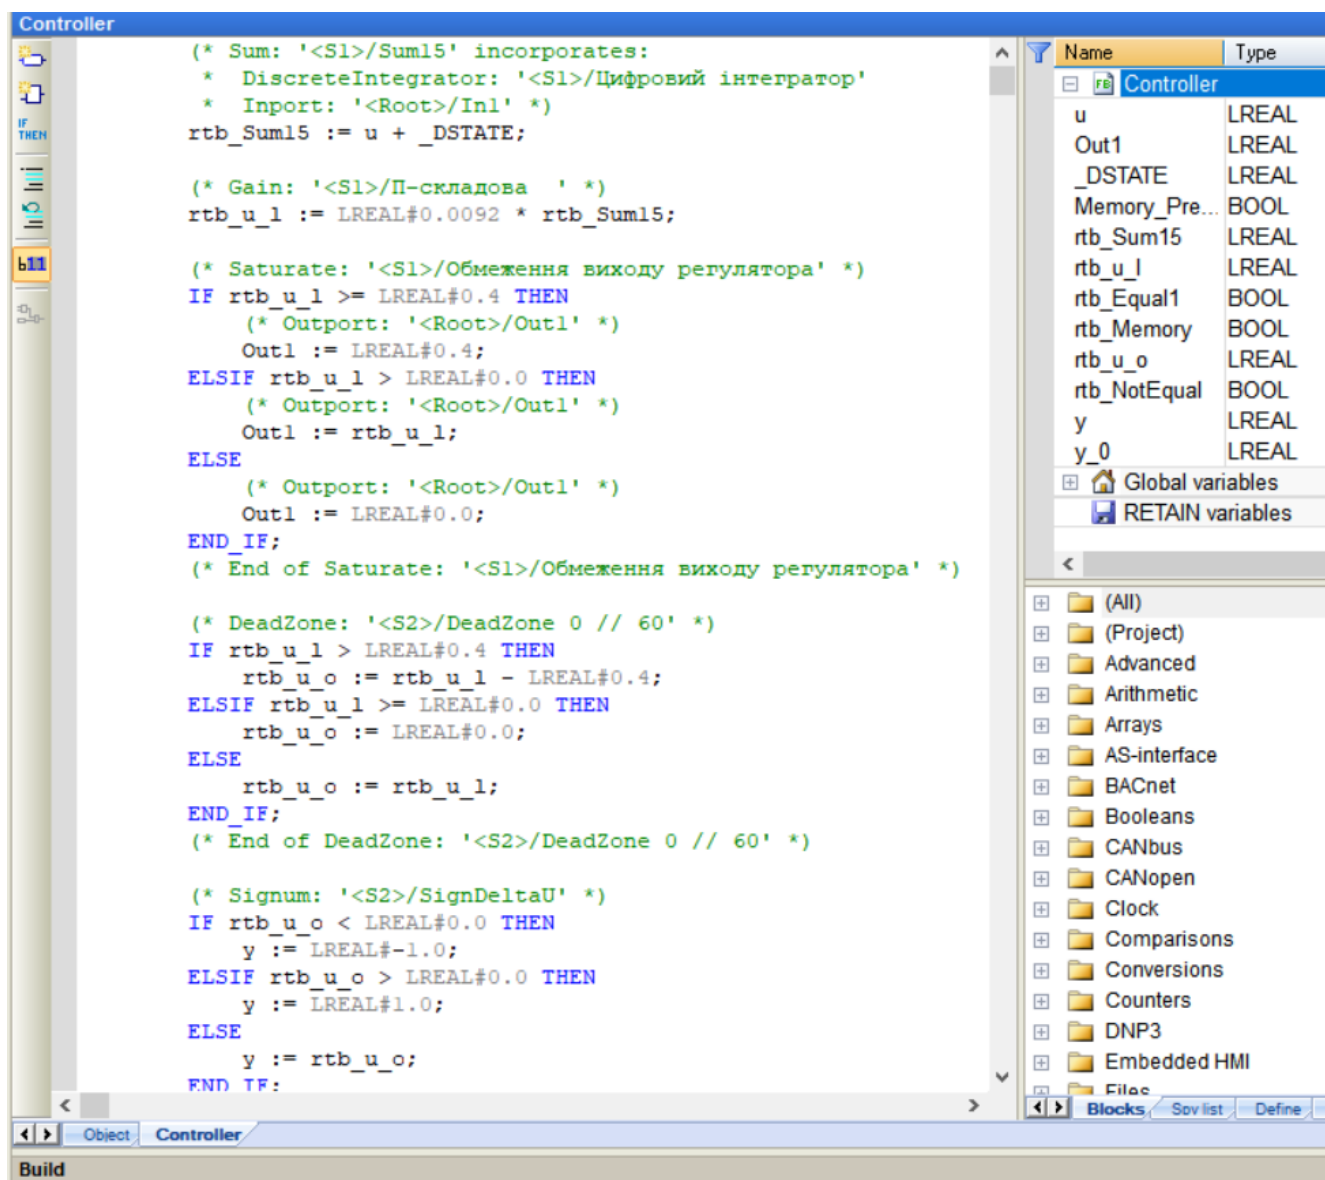 Controller
(* Sum: '<S1>/Sum15' incorporates:
*  DiscreteIntegrator: '<S1>/Цифровий інтегратор'
*  Inport: '<Root>/In1' *)
rtb_Sum15 := u + _DSTATE;
(* Gain: '<S1>/П-складова  ' *)
rtb_u_l := LREAL#0.0092 * rtb_Sum15;
(* Saturate: '<S1>/Обмеження виходу регулятора' *)
IF rtb_u_l >= LREAL#0.4 THEN
(* Outport: '<Root>/Out1' *)
Out1 := LREAL#0.4;
ELSIF rtb_u_l > LREAL#0.0 THEN
(* Outport: '<Root>/Out1' *)
Out1 := rtb_u_l;
ELSE
(* Outport: '<Root>/Out1' *)
Out1 := LREAL#0.0;
END_IF;
(* End of Saturate: '<S1>/Обмеження виходу регулятора' *)
(* DeadZone: '<S2>/DeadZone 0 // 60' *)
IF rtb_u_l > LREAL#0.4 THEN
rtb_u_o := rtb_u_l - LREAL#0.4;
ELSIF rtb_u_l >= LREAL#0.0 THEN
rtb_u_o := LREAL#0.0;
ELSE
rtb_u_o := rtb_u_l;
END_IF;
(* End of DeadZone: '<S2>/DeadZone 0 // 60' *)
(* Signum: '<S2>/SignDeltaU' *)
IF rtb_u_o < LREAL#0.0 THEN
y := LREAL#-1.0;
ELSIF rtb_u_o > LREAL#0.0 THEN
y := LREAL#1.0;
ELSE
y := rtb_u_o;
END_IF;
IF
THEN
b11
Name Type
FB Controller
u LREAL
Out1 LREAL
_DSTATE LREAL
Memory_Pre... BOOL
rtb_Sum15 LREAL
rtb_u_l LREAL
rtb_Equal1 BOOL
rtb_Memory BOOL
rtb_u_o LREAL
rtb_NotEqual BOOL
y LREAL
y_0 LREAL
Global variables
RETAIN variables
(All)
(Project)
Advanced
Arithmetic
Arrays
AS-interface
BACnet
Booleans
CANbus
CANopen
Clock
Comparisons
Conversions
Counters
DNP3
Embedded HMI
Files
Blocks Spy list Define
Object Controller
Build